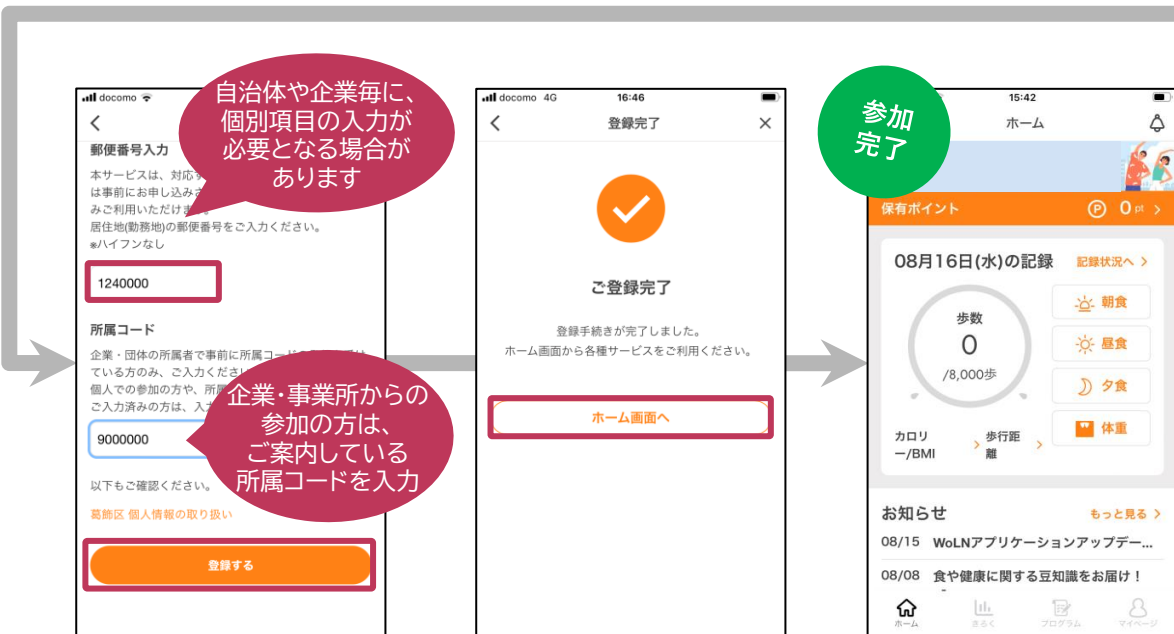 docomo
自治体や企業毎に、
個別項目の入力が
必要となる場合が
あります
郵便番号入力
本サービスは、対応
は事前にお申し込み
みご利用いただけ
居住地(勤務地)の郵便番号をご入力ください。
※ハイフンなし
1240000
所属コード
企業・団体の所属者で事前に所属コー
ている方のみ、ご入力くださ
個人での参加の方や、所
ご入力済みの方は、入
企業・事業所からの
参加の方は、
ご案内している
所属コードを入力
9000000
以下もご確認ください。
葛飾区 個人情報の取り扱い
登録する
docomo 4G 16:46
登録完了
ご登録完了
登録手続きが完了しました。
ホーム画面から各種サービスをご利用ください。
ホーム画面へ
参加
完了
15:42
ホーム
保有ポイント P 0 pt >
08月16日(水)の記録 記録状況へ >
歩数
0
/8,000歩
朝食
昼食
夕食
体重
カロリ
ー/BMI >
歩行距
離 >
お知らせ もっと見る >
08/15 WoLNアプリケーションアップデー...
08/08 食や健康に関する豆知識をお届け!
ホーム きろく プログラム マイページ